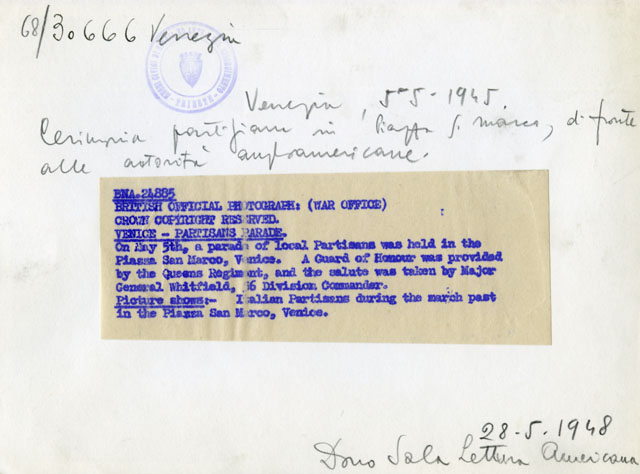 68/30666 Venezia
TRIESTE
Venezia, 5-5-1945.
Cerimonia partigiana in Piazza S. Marco, di fronte
alle autorità angloamericane.
BNA.24885
BRITISH OFFICIAL PHOTOGRAPH: (WAR OFFICE)
CROWN COPYRIGHT RESERVED.
VENICE - PARTISANS PARADE.
On May 5th, a parade of local Partisans was held in the
Piazza San Marco, Venice. A Guard of Honour was provided
by the Queens Regiment, and the salute was taken by Major
General Whitfield, 56 Division Commander.
Picture shows:- Italian Partisans during the march past
in the Piazza San Marco, Venice.
28-5-1948
Dono Sala Lettura Americana